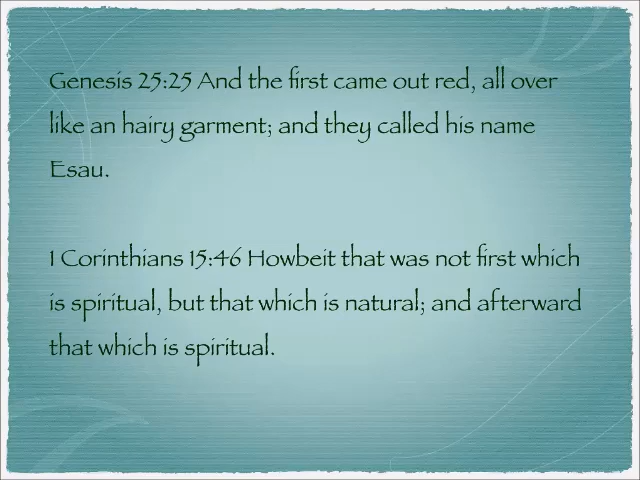 Genesis 25:25 And the first came out red, all over
like an hairy garment; and they called his name
Esau.
1 Corinthians 15:46 Howbeit that was not first which
is spiritual, but that which is natural; and afterward
that which is spiritual.